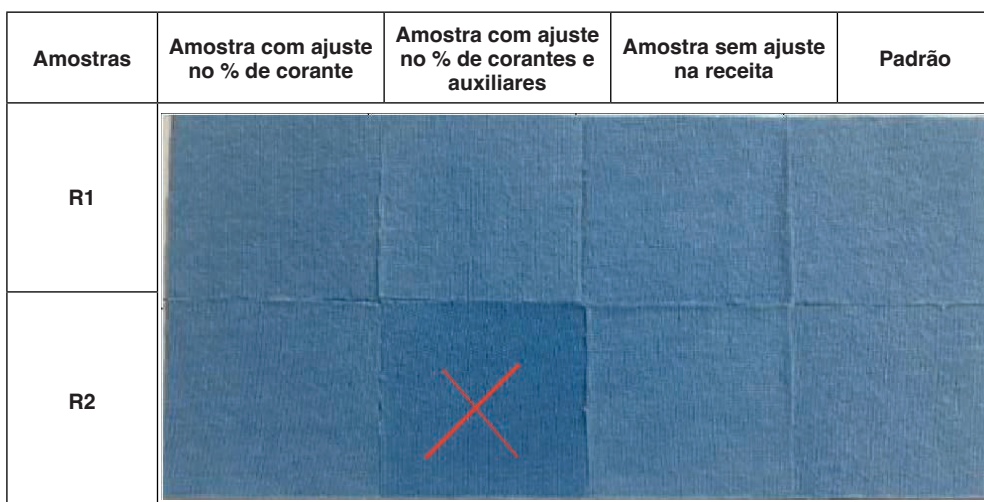 Amostras
Amostra com ajuste
no % de corante
Amostra com ajuste
no % de corantes e
auxiliares
Amostra sem ajuste
na receita
Padrão
R1
R2